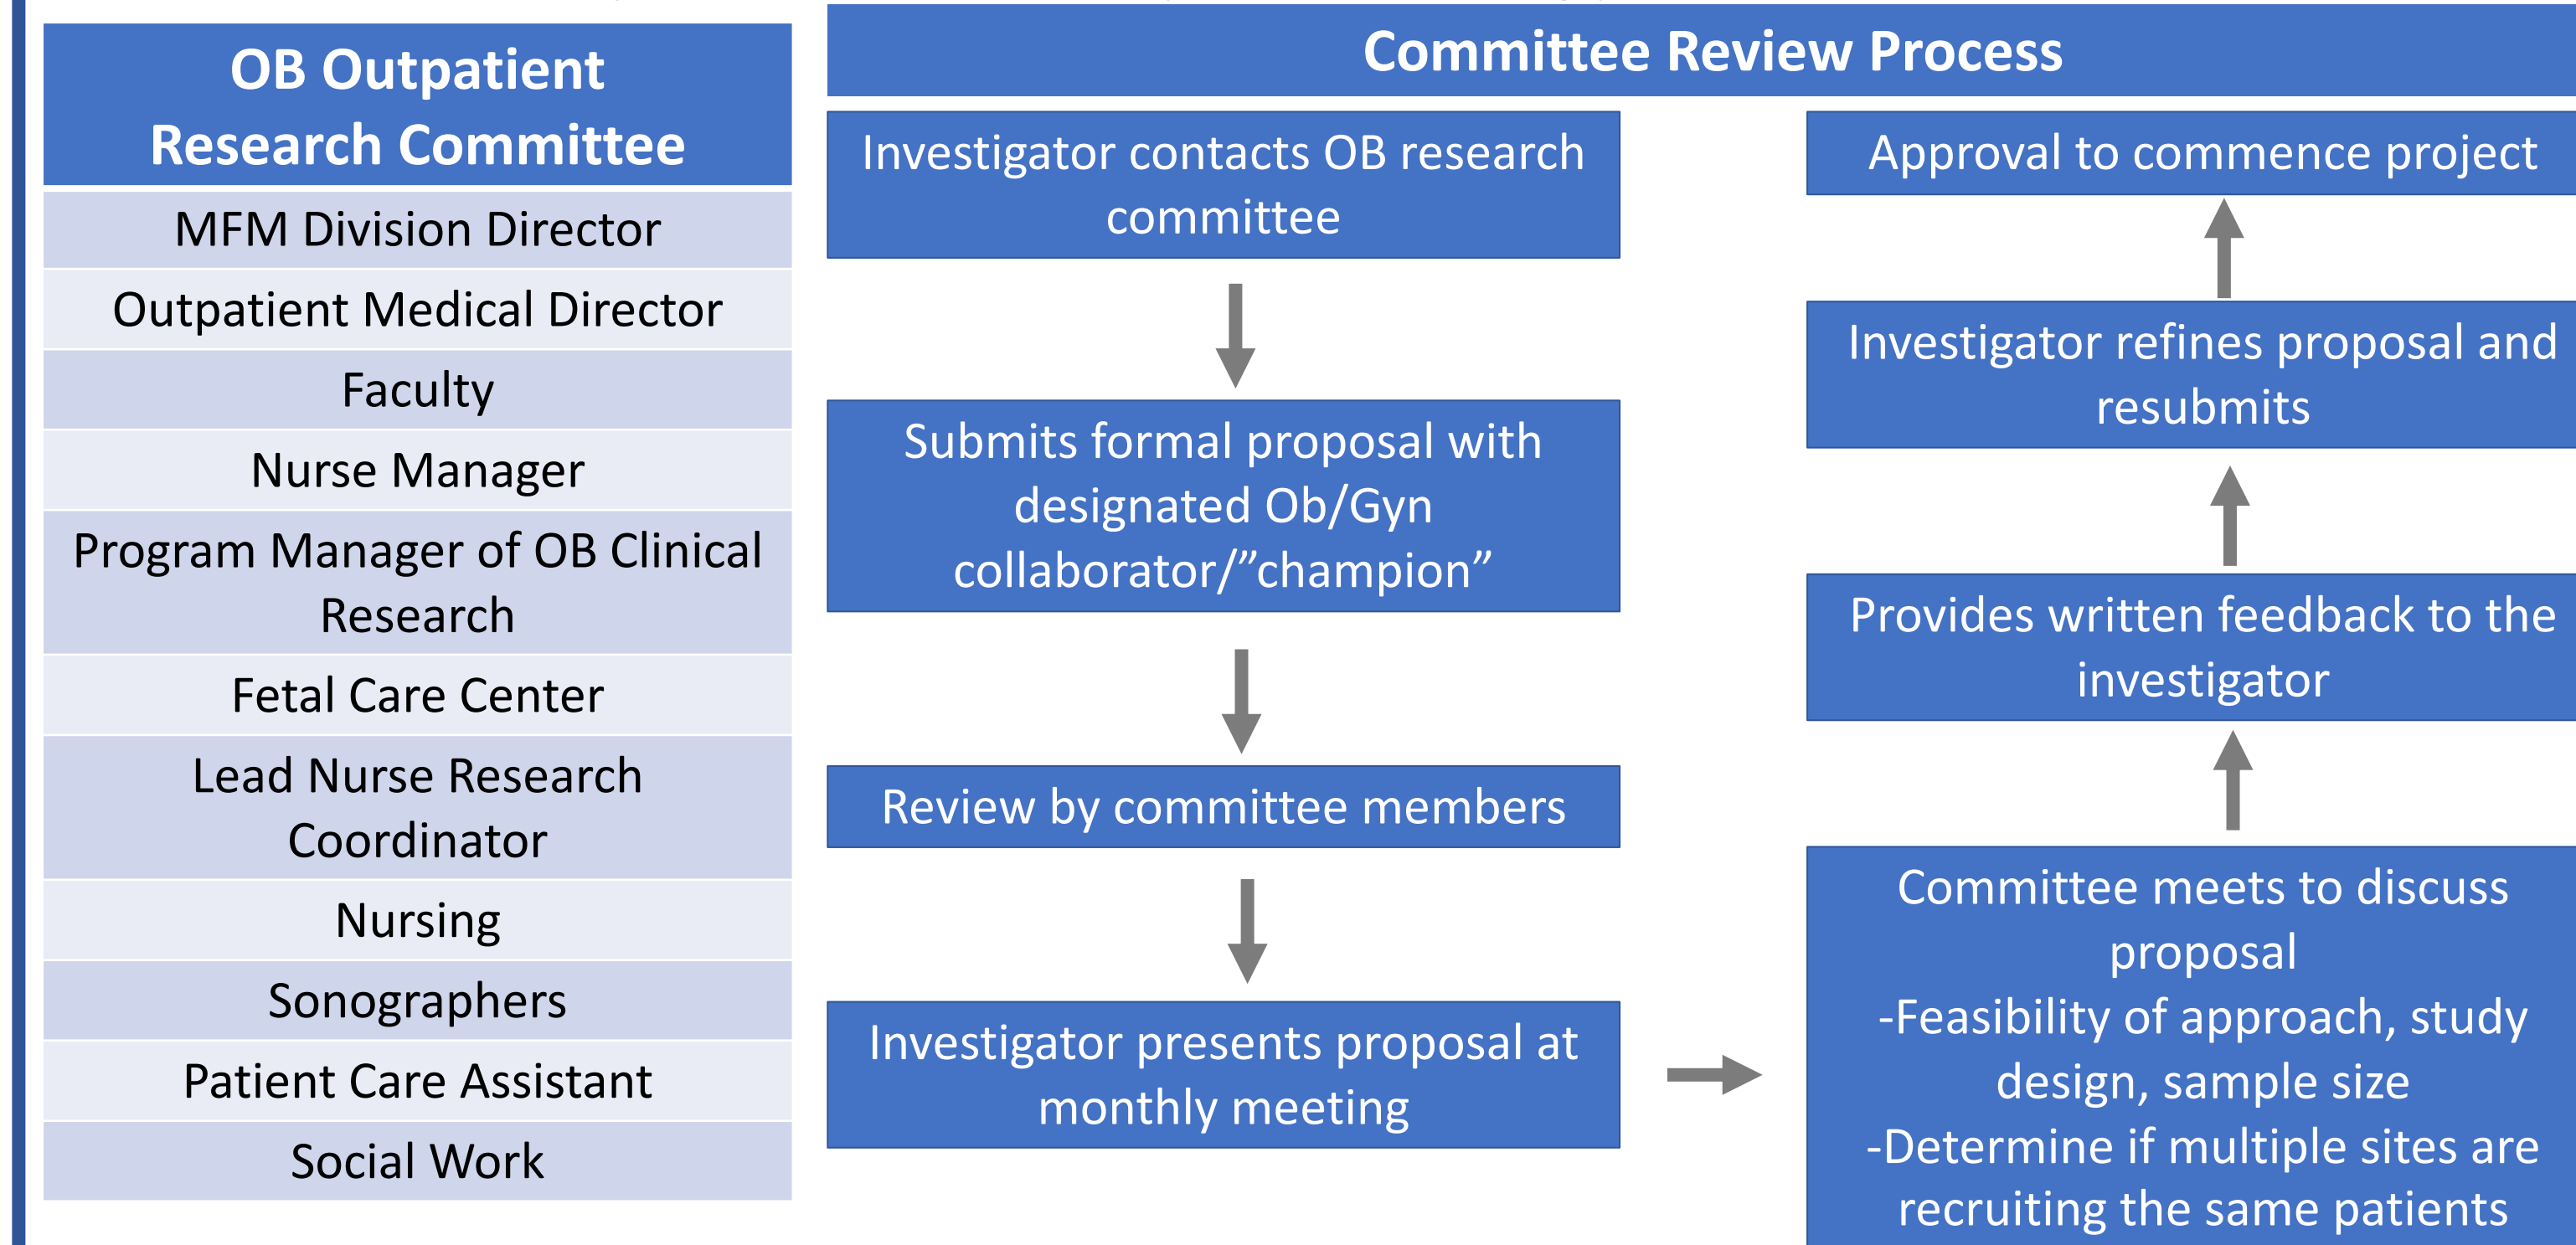 OB Outpatient
Research Committee
MFM Division Director
Outpatient Medical Director
Faculty
Nurse Manager
Program Manager of OB Clinical
Research
Fetal Care Center
Lead Nurse Research
Coordinator
Nursing
Sonographers
Patient Care Assistant
Social Work
Committee Review Process
Investigator contacts OB research
committee
Submits formal proposal with
designated Ob/Gyn
collaborator/”champion”
Review by committee members
Investigator presents proposal at
monthly meeting
Committee meets to discuss
proposal
-Feasibility of approach, study
design, sample size
-Determine if multiple sites are
recruiting the same patients
Provides written feedback to the
investigator
Investigator refines proposal and
resubmits
Approval to commence project